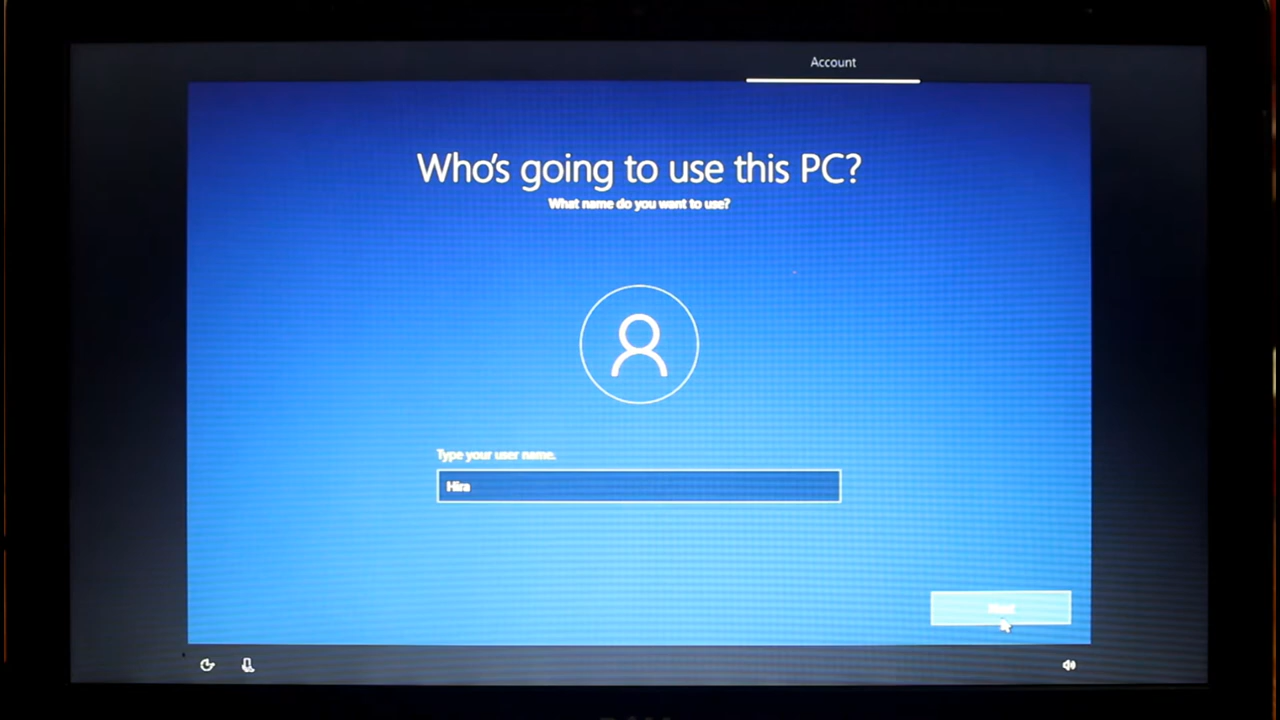 Account
Who's going to use this PC?
What name do you want to use?
Type your user name.
Hira
Next